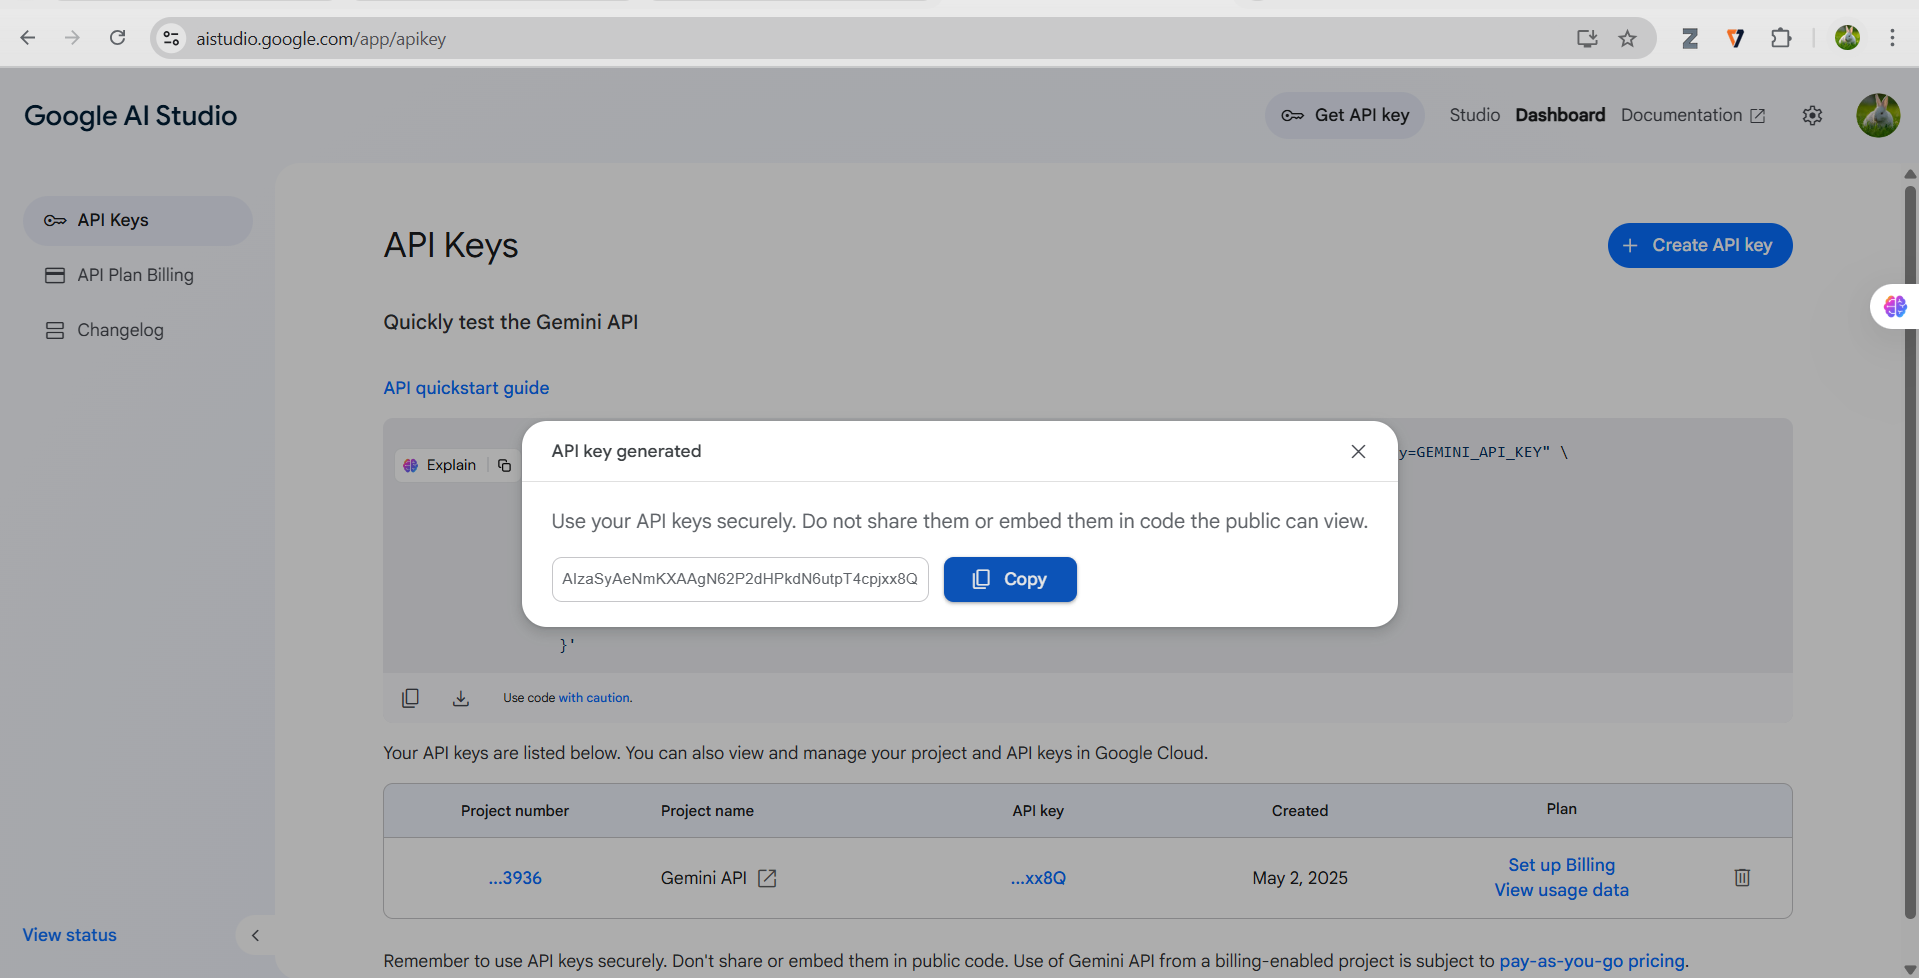 aistudio.google.com/app/apikey
Google AI Studio
Get API key
Studio
Dashboard
Documentation
API Keys
API Plan Billing
Changelog
API Keys
Create API key
Quickly test the Gemini API
API quickstart guide
Explain
y=GEMINI_API_KEY" \
API key generated
Use your API keys securely. Do not share them or embed them in code the public can view.
AIzaSyAeNmKXAAgN62P2dHPkdN6utpT4cpjxx8Q
Copy
}'
Use code with caution.
Your API keys are listed below. You can also view and manage your project and API keys in Google Cloud.
Project number Project name API key Created Plan
...3936 Gemini API ...xx8Q May 2, 2025 Set up Billing
View usage data
View status
Remember to use API keys securely. Don't share or embed them in public code. Use of Gemini API from a billing-enabled project is subject to pay-as-you-go pricing.